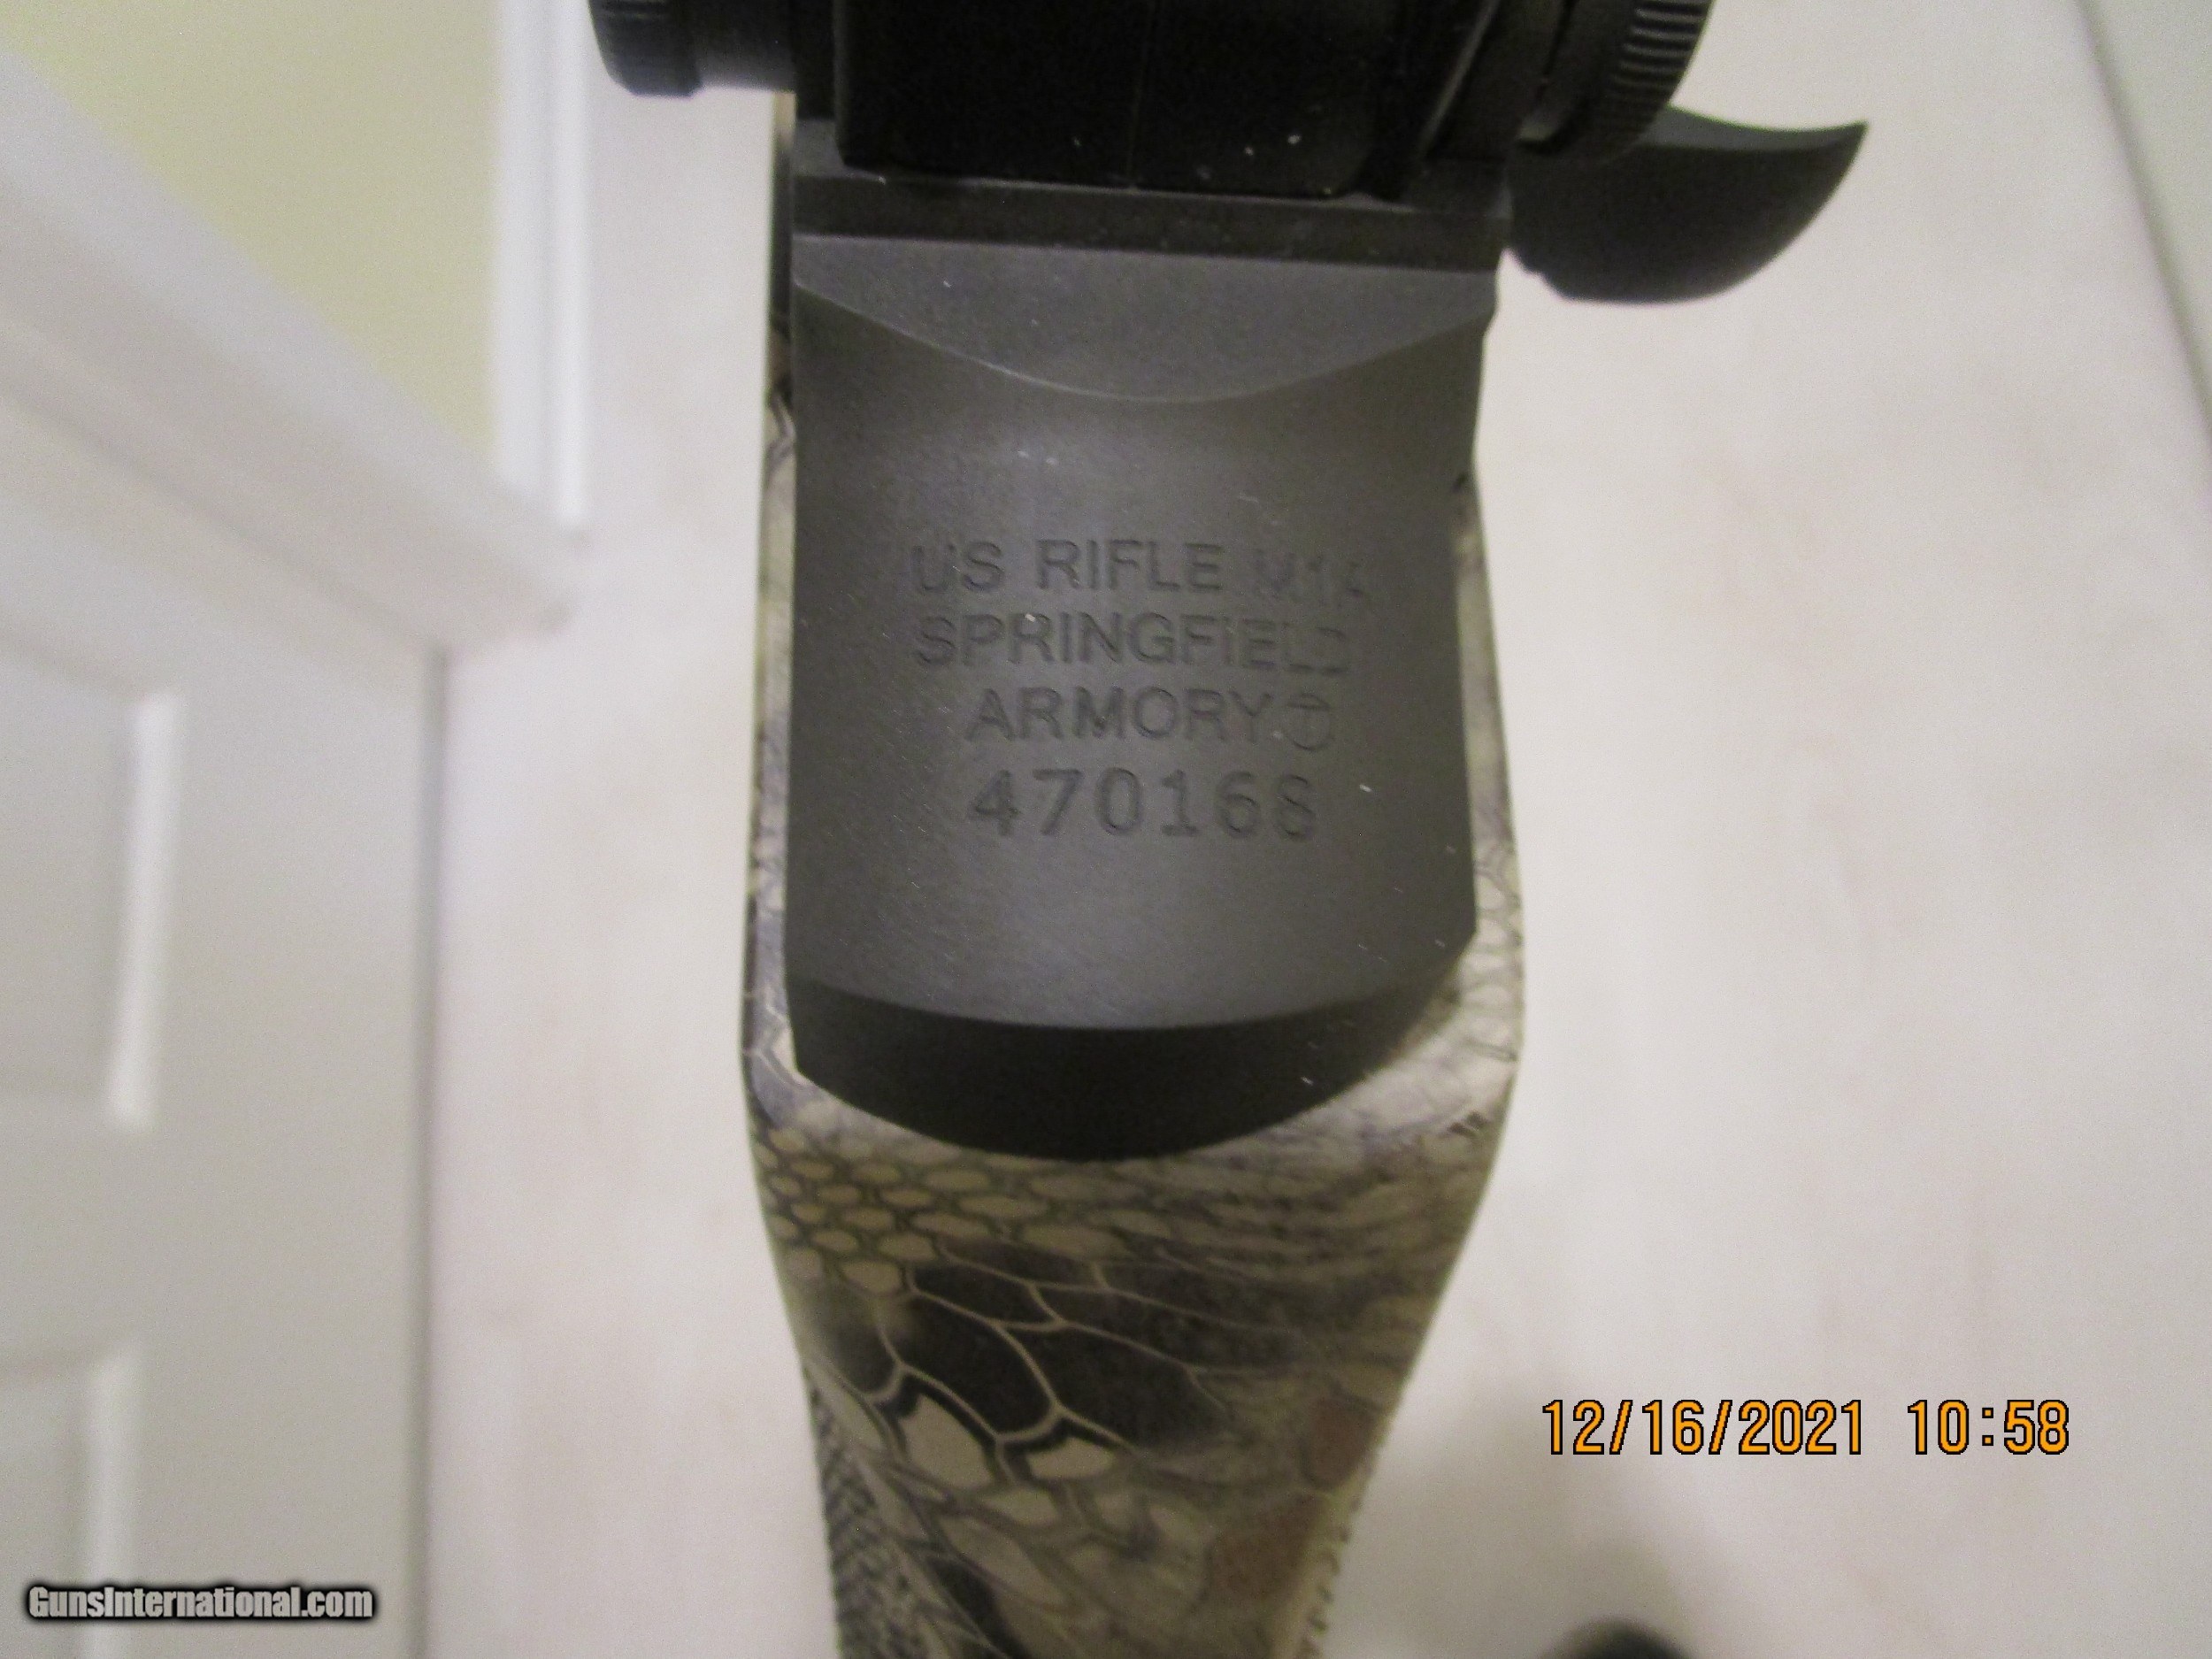 US RIFLE M1A
SPRINGFIELD
ARMORY Ⓣ
470168
12/16/2021 10:58
GunsInternational.com